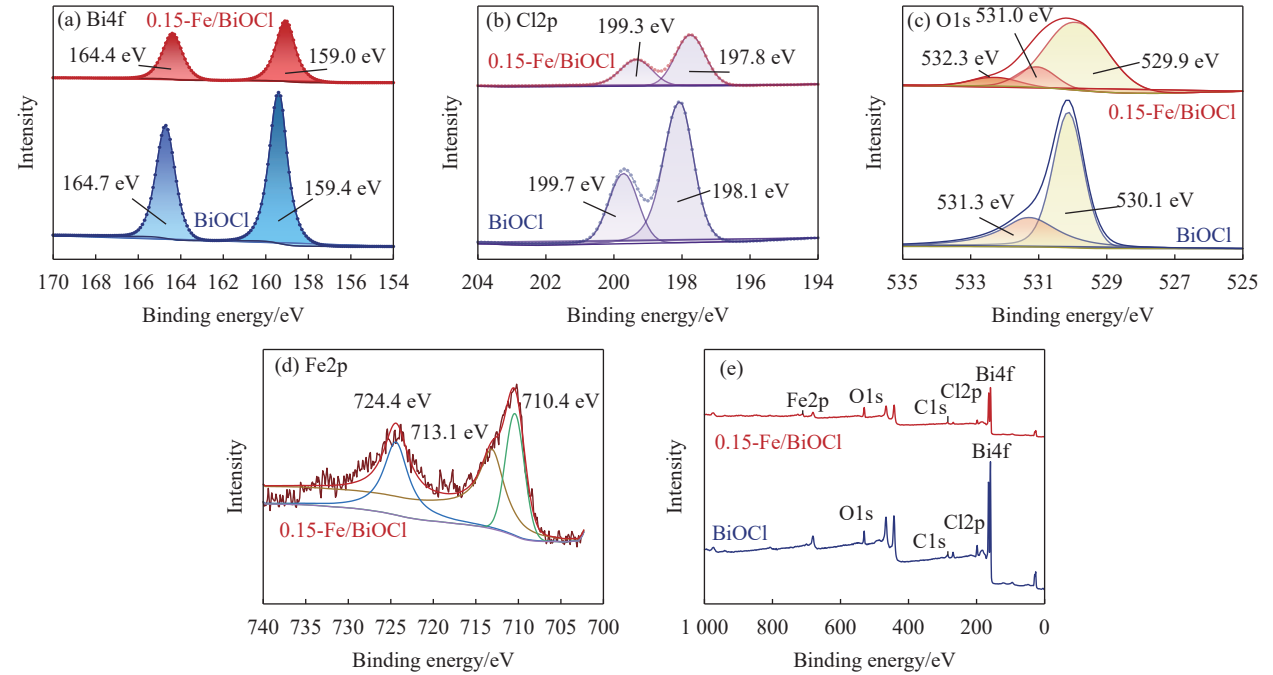 (a) Bi4f
0.15-Fe/BiOCl
164.4 eV
159.0 eV
164.7 eV
159.4 eV
BiOCl
Intensity
170 168 166 164 162 160 158 156 154
Binding energy/eV
(b) Cl2p
199.3 eV
0.15-Fe/BiOCl
197.8 eV
199.7 eV
198.1 eV
BiOCl
Intensity
204 202 200 198 196 194
Binding energy/eV
(c) O1s
531.0 eV
532.3 eV
529.9 eV
0.15-Fe/BiOCl
531.3 eV
530.1 eV
BiOCl
Intensity
535 533 531 529 527 525
Binding energy/eV
(d) Fe2p
724.4 eV
710.4 eV
713.1 eV
0.15-Fe/BiOCl
Intensity
740 735 730 725 720 715 710 705 700
Binding energy/eV
(e)
Bi4f
Cl2p
Fe2p
O1s
C1s
0.15-Fe/BiOCl
Bi4f
O1s
Cl2p
BiOCl
C1s
Intensity
1 000 800 600 400 200 0
Binding energy/eV